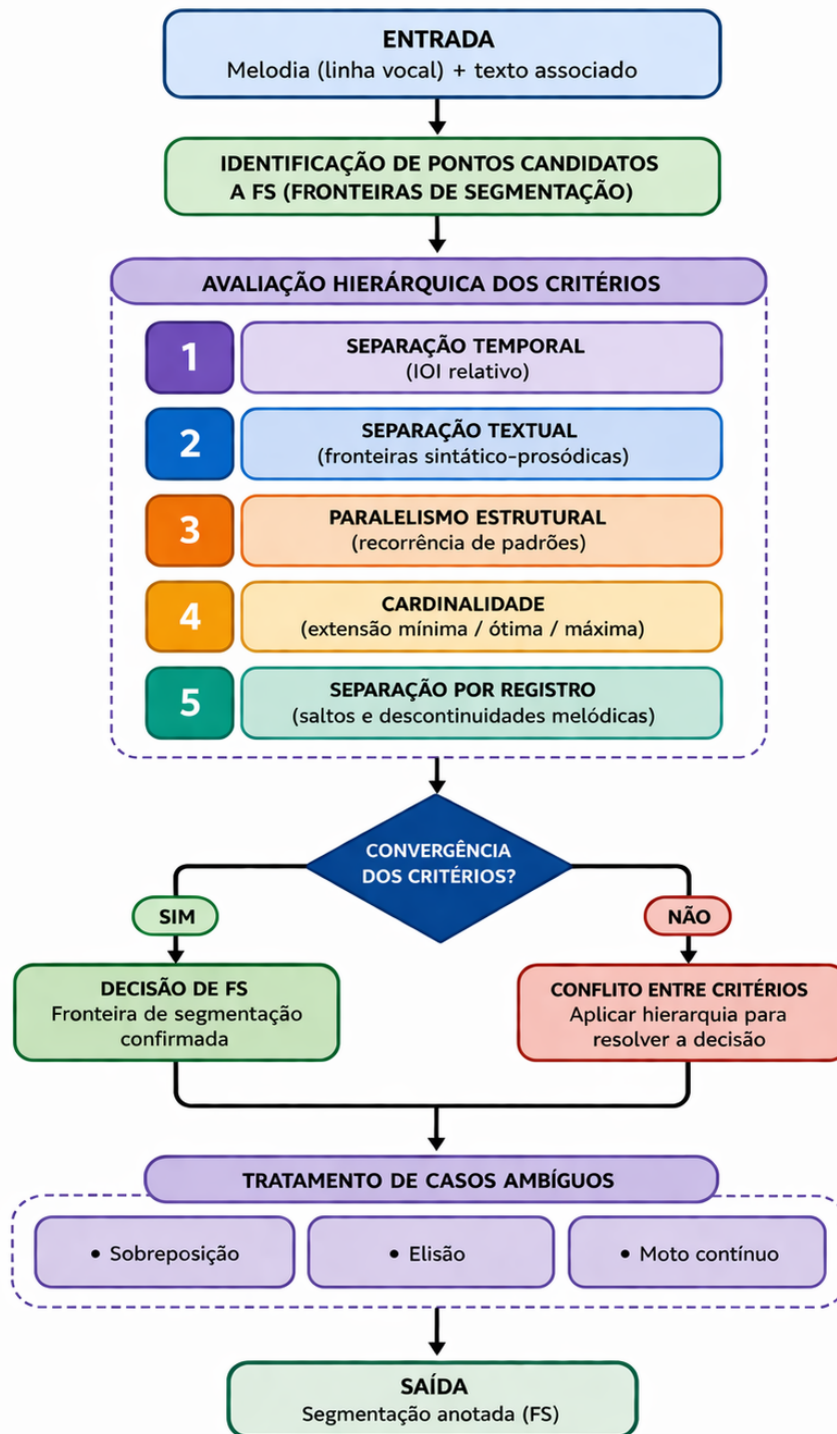 ENTRADA
Melodia (linha vocal) + texto associado
IDENTIFICAÇÃO DE PONTOS CANDIDATOS
A FS (FRONTEIRAS DE SEGMENTAÇÃO)
AVALIAÇÃO HIERÁRQUICA DOS CRITÉRIOS
1
SEPARAÇÃO TEMPORAL
(IOI relativo)
2
SEPARAÇÃO TEXTUAL
(fronteiras sintático-prosódicas)
3
PARALELISMO ESTRUTURAL
(recorrência de padrões)
4
CARDINALIDADE
(extensão mínima / ótima / máxima)
5
SEPARAÇÃO POR REGISTRO
(saltos e descontinuidades melódicas)
CONVERGÊNCIA
DOS CRITÉRIOS?
SIM
NÃO
DECISÃO DE FS
Fronteira de segmentação
confirmada
CONFLITO ENTRE CRITÉRIOS
Aplicar hierarquia para
resolver a decisão
TRATAMENTO DE CASOS AMBÍGUOS
• Sobreposição
• Elisão
• Moto contínuo
SAÍDA
Segmentação anotada (FS)